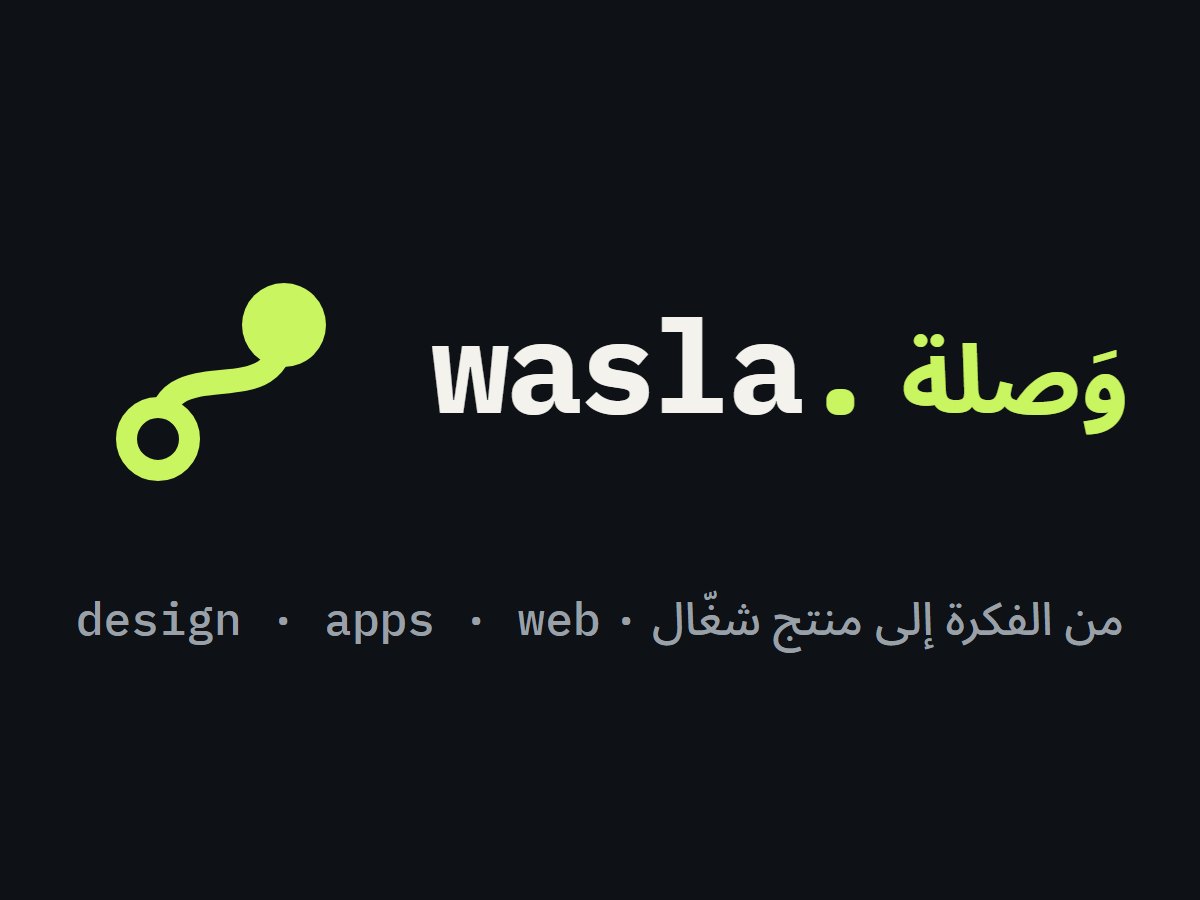 wasla. وَصلة
design · apps · web · من الفكرة إلى منتج شغّال